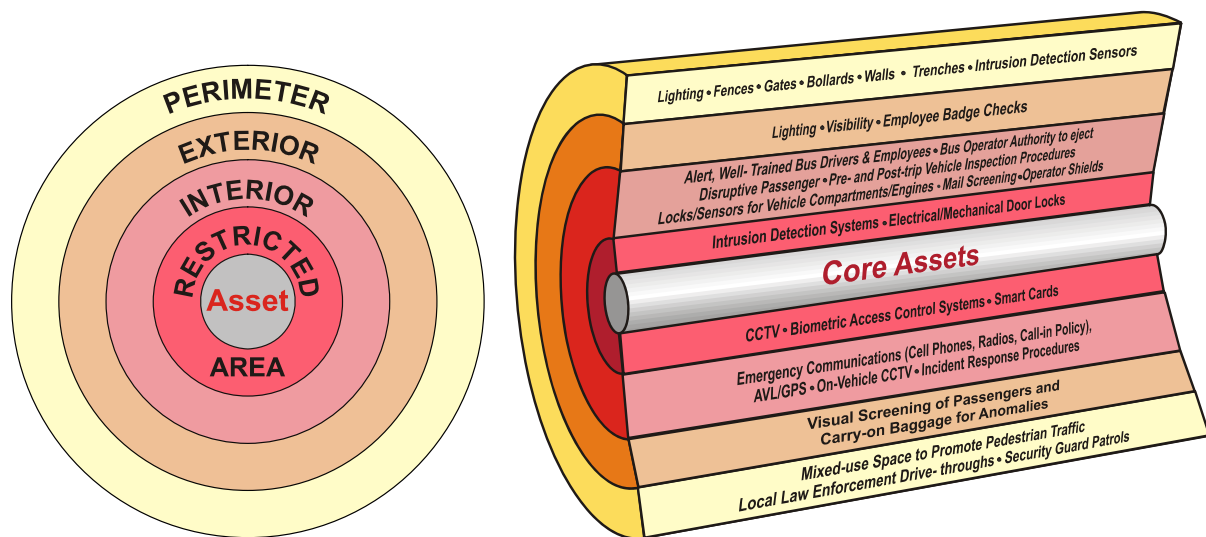 PERIMETER
EXTERIOR
INTERIOR
RESTRICTED
Asset
AREA
Lighting • Fences • Gates • Bollards • Walls • Trenches • Intrusion Detection Sensors
Lighting • Visibility • Employee Badge Checks
Alert, Well- Trained Bus Drivers & Employees • Bus Operator Authority to eject
Disruptive Passenger • Pre- and Post-trip Vehicle Inspection Procedures
Locks/Sensors for Vehicle Compartments/Engines • Mail Screening • Operator Shields
Intrusion Detection Systems • Electrical/Mechanical Door Locks
Core Assets
CCTV • Biometric Access Control Systems • Smart Cards
Emergency Communications (Cell Phones, Radios, Call-in Policy),
AVL/GPS • On-Vehicle CCTV • Incident Response Procedures
Visual Screening of Passengers and
Carry-on Baggage for Anomalies
Mixed-use Space to Promote Pedestrian Traffic
Local Law Enforcement Drive- throughs • Security Guard Patrols